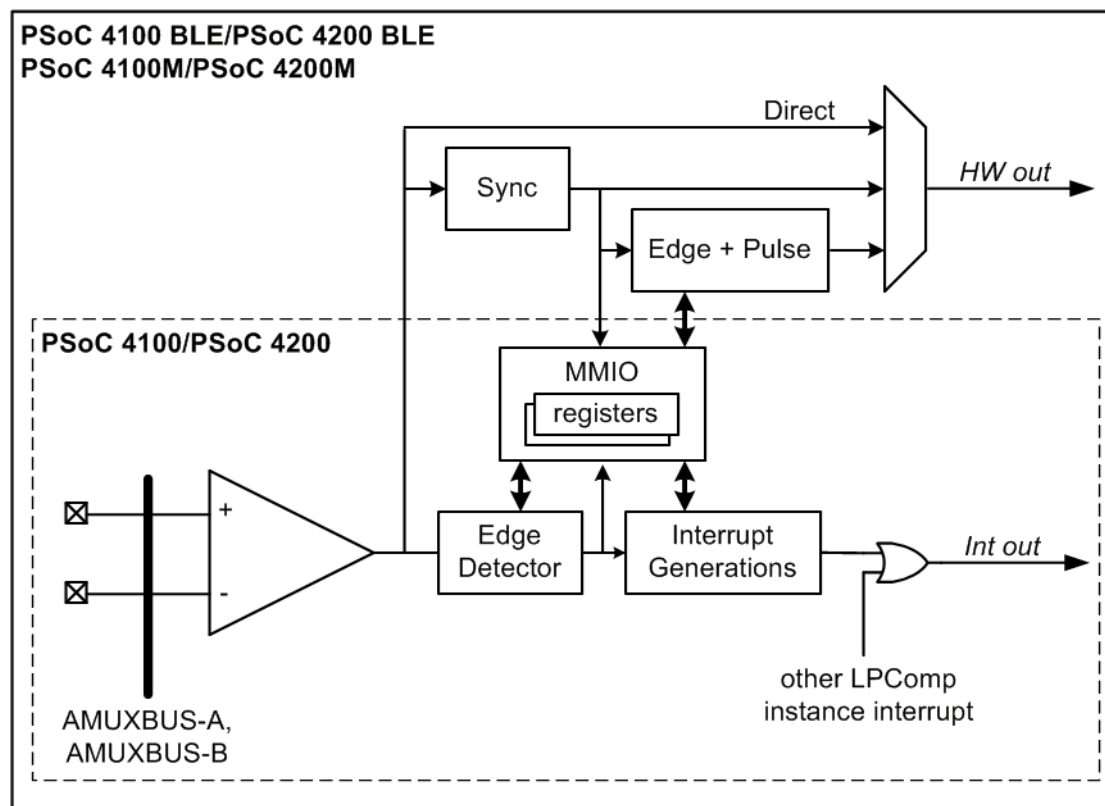 PSoC 4100 BLE/PSoC 4200 BLE
PSoC 4100M/PSoC 4200M
Direct
Sync
HW out
Edge + Pulse
PSoC 4100/PSoC 4200
MMIO
registers
+
-
Edge
Detector
Interrupt
Generations
Int out
other LPComp
instance interrupt
AMUXBUS-A,
AMUXBUS-B